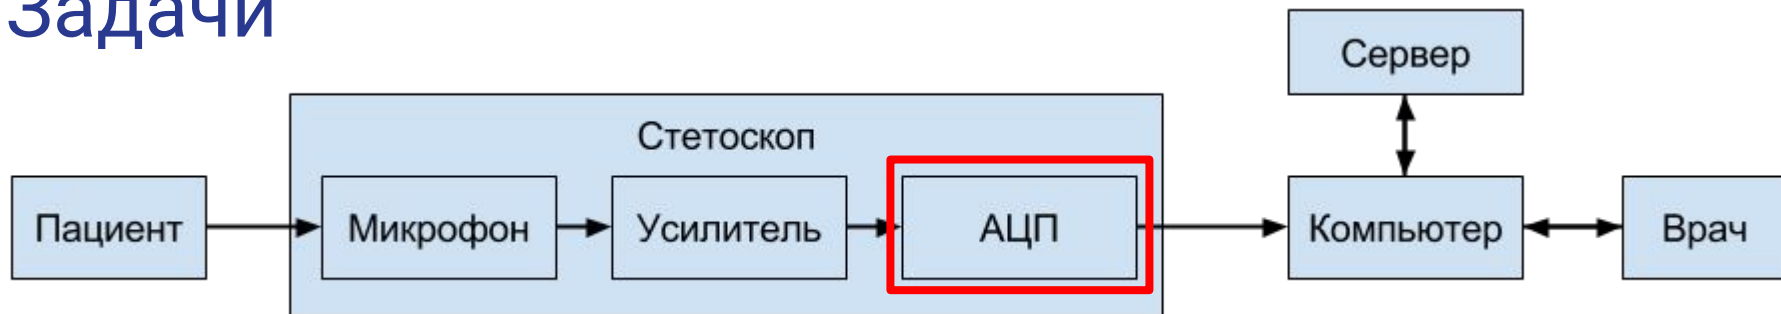 Задачи
Сервер
Стетоскоп
Пациент
Микрофон
Усилитель
АЦП
Компьютер
Врач